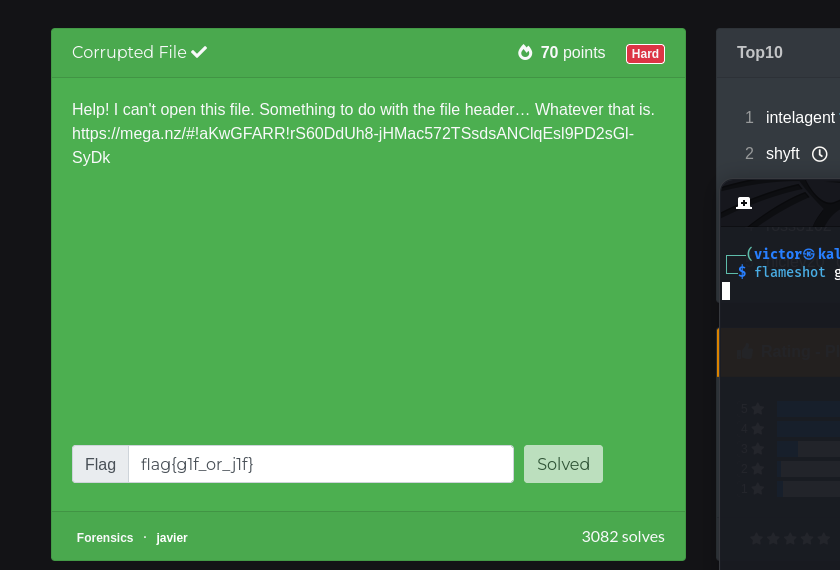 Corrupted File
70 points
Hard
Help! I can't open this file. Something to do with the file header… Whatever that is.
https://mega.nz/#!aKwGFARR!rS60DdUh8-jHMac572TSsdsANClqEsl9PD2sGl-
SyDk
Flag
flag{g1f_or_j1f}
Solved
Forensics · javier
3082 solves
Top10
1 intelagent
2 shyft
(victor㉿kal
$ flameshot g
5
4
3
2
1